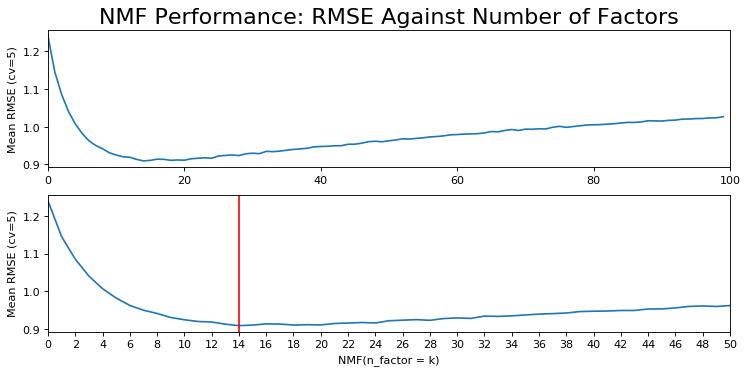 NMF Performance: RMSE Against Number of Factors
Mean RMSE (cv=5)
1.2
1.1
1.0
0.9
0 20 40 60 80 100
Mean RMSE (cv=5)
1.2
1.1
1.0
0.9
0 2 4 6 8 10 12 14 16 18 20 22 24 26 28 30 32 34 36 38 40 42 44 46 48 50
NMF(n_factor = k)